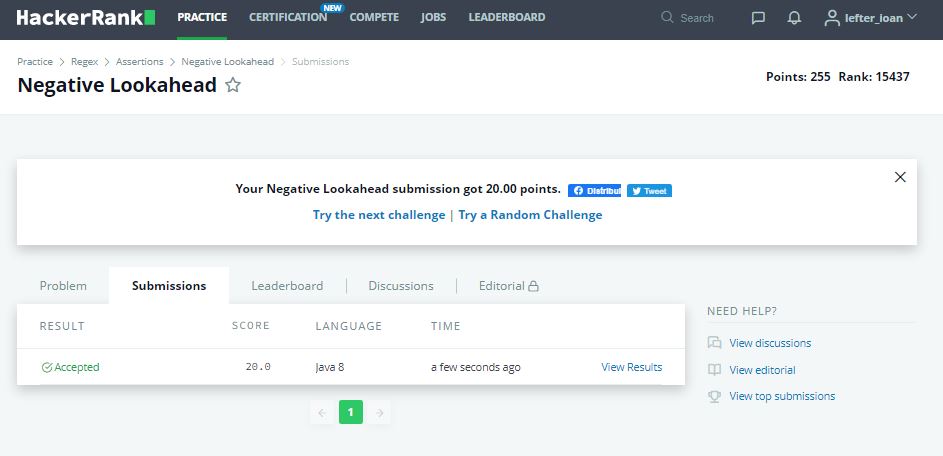 HackerRank PRACTICE CERTIFICATION NEW COMPETE JOBS LEADERBOARD Search lefter_ioan
Practice > Regex > Assertions > Negative Lookahead > Submissions
Negative Lookahead
Points: 255 Rank: 15437
Your Negative Lookahead submission got 20.00 points. Distribui Tweet
Try the next challenge | Try a Random Challenge
Problem Submissions Leaderboard Discussions Editorial
RESULT SCORE LANGUAGE TIME
Accepted 20.0 Java 8 a few seconds ago View Results
1
NEED HELP?
View discussions
View editorial
View top submissions